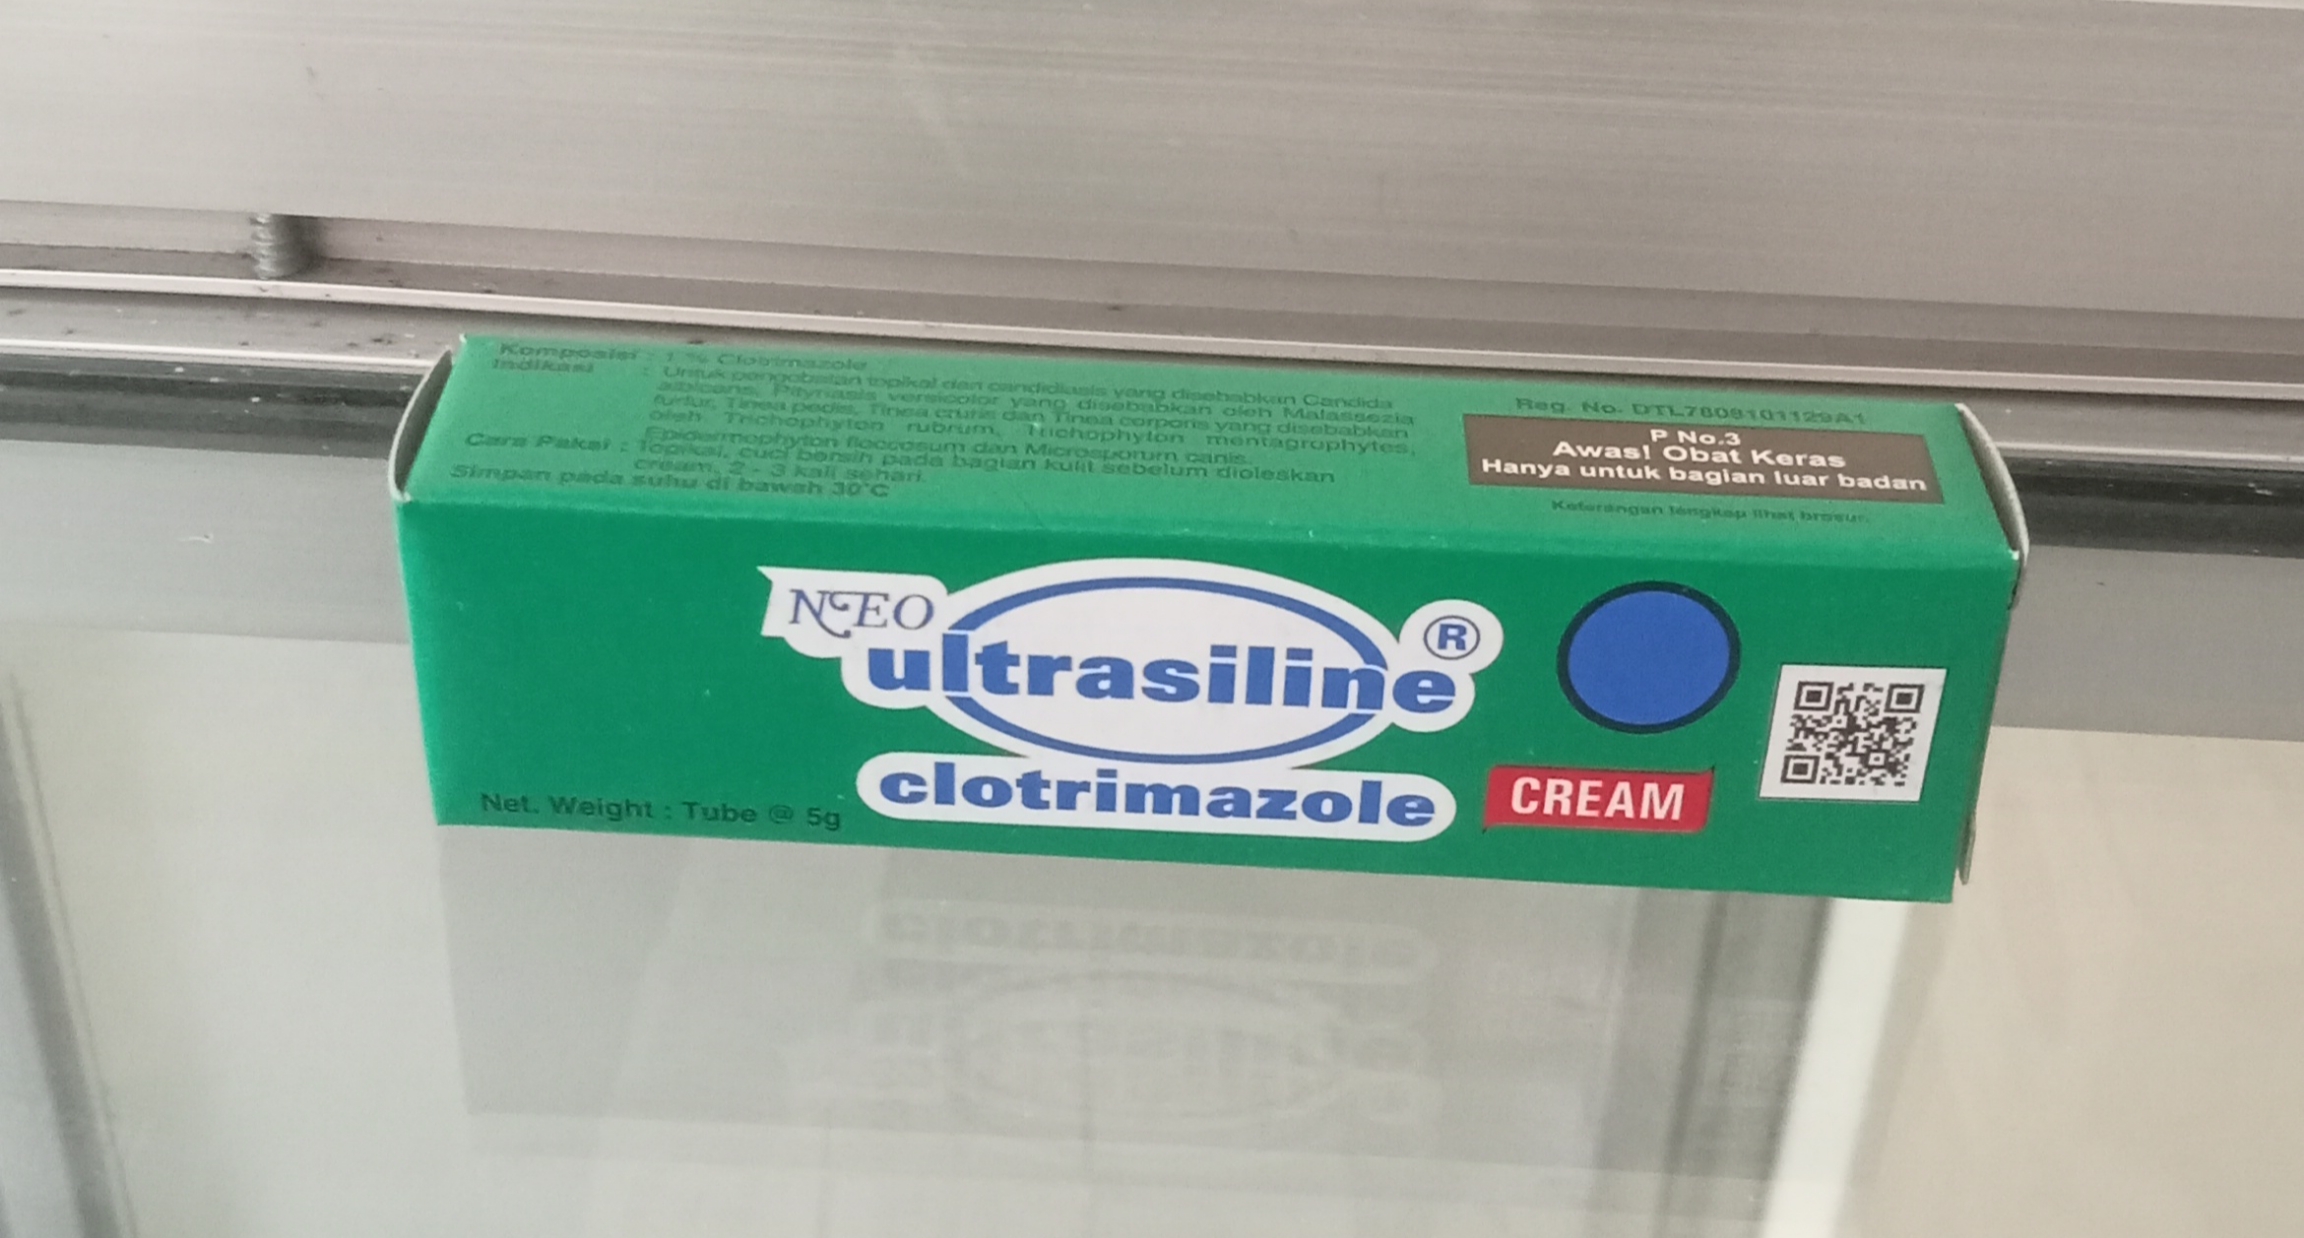 Komposisi : 1 % Clotrimazole
Indikasi : Untuk pengobatan topikal dari candidiasis yang disebabkan Candida
albicans, Pityriasis versicolor yang disebabkan oleh Malassezia
furfur, Tinea pedis, Tinea cruris dan Tinea corporis yang disebabkan
oleh Trichophyton rubrum, Trichophyton mentagrophytes,
Epidermophyton floccosum dan Microsporum canis.
Cara Pakai : Topikal, cuci bersih pada bagian kulit sebelum dioleskan
cream, 2 - 3 kali sehari.
Simpan pada suhu di bawah 30°C
Reg. No. DTL7809101129A1
P No.3
Awas! Obat Keras
Hanya untuk bagian luar badan
Keterangan lengkap lihat brosur.
NEO
ultrasiline ®
clotrimazole
CREAM
Net. Weight : Tube @ 5g